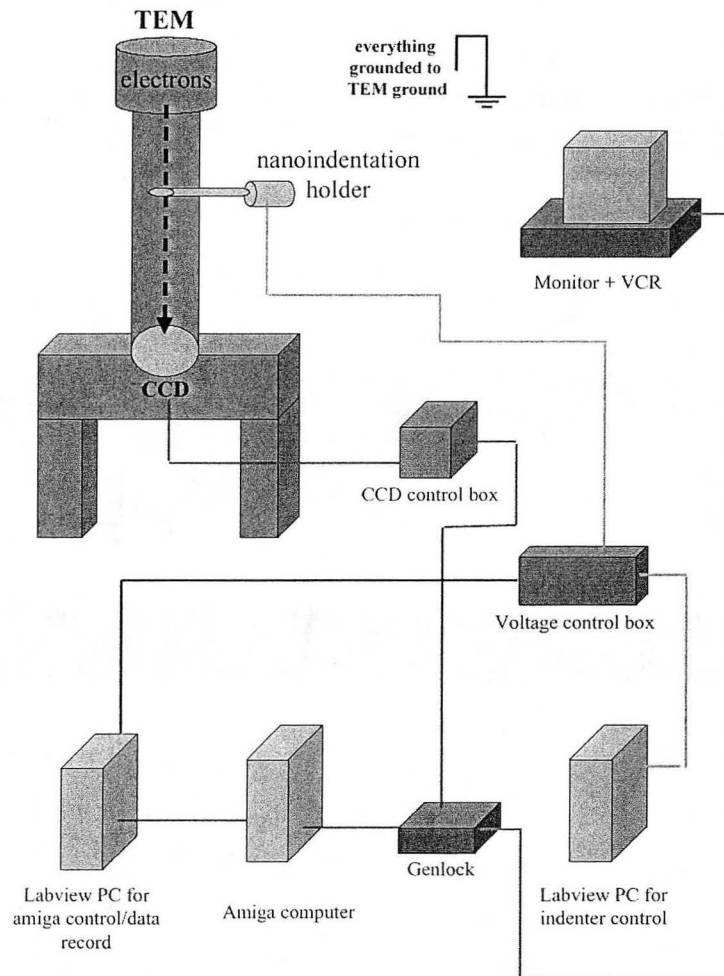 TEM
electrons
everything
grounded to
TEM ground
nanoindentation
holder
Monitor + VCR
CCD
CCD control box
Voltage control box
Labview PC for
amiga control/data
record
Amiga computer
Genlock
Labview PC for
indenter control